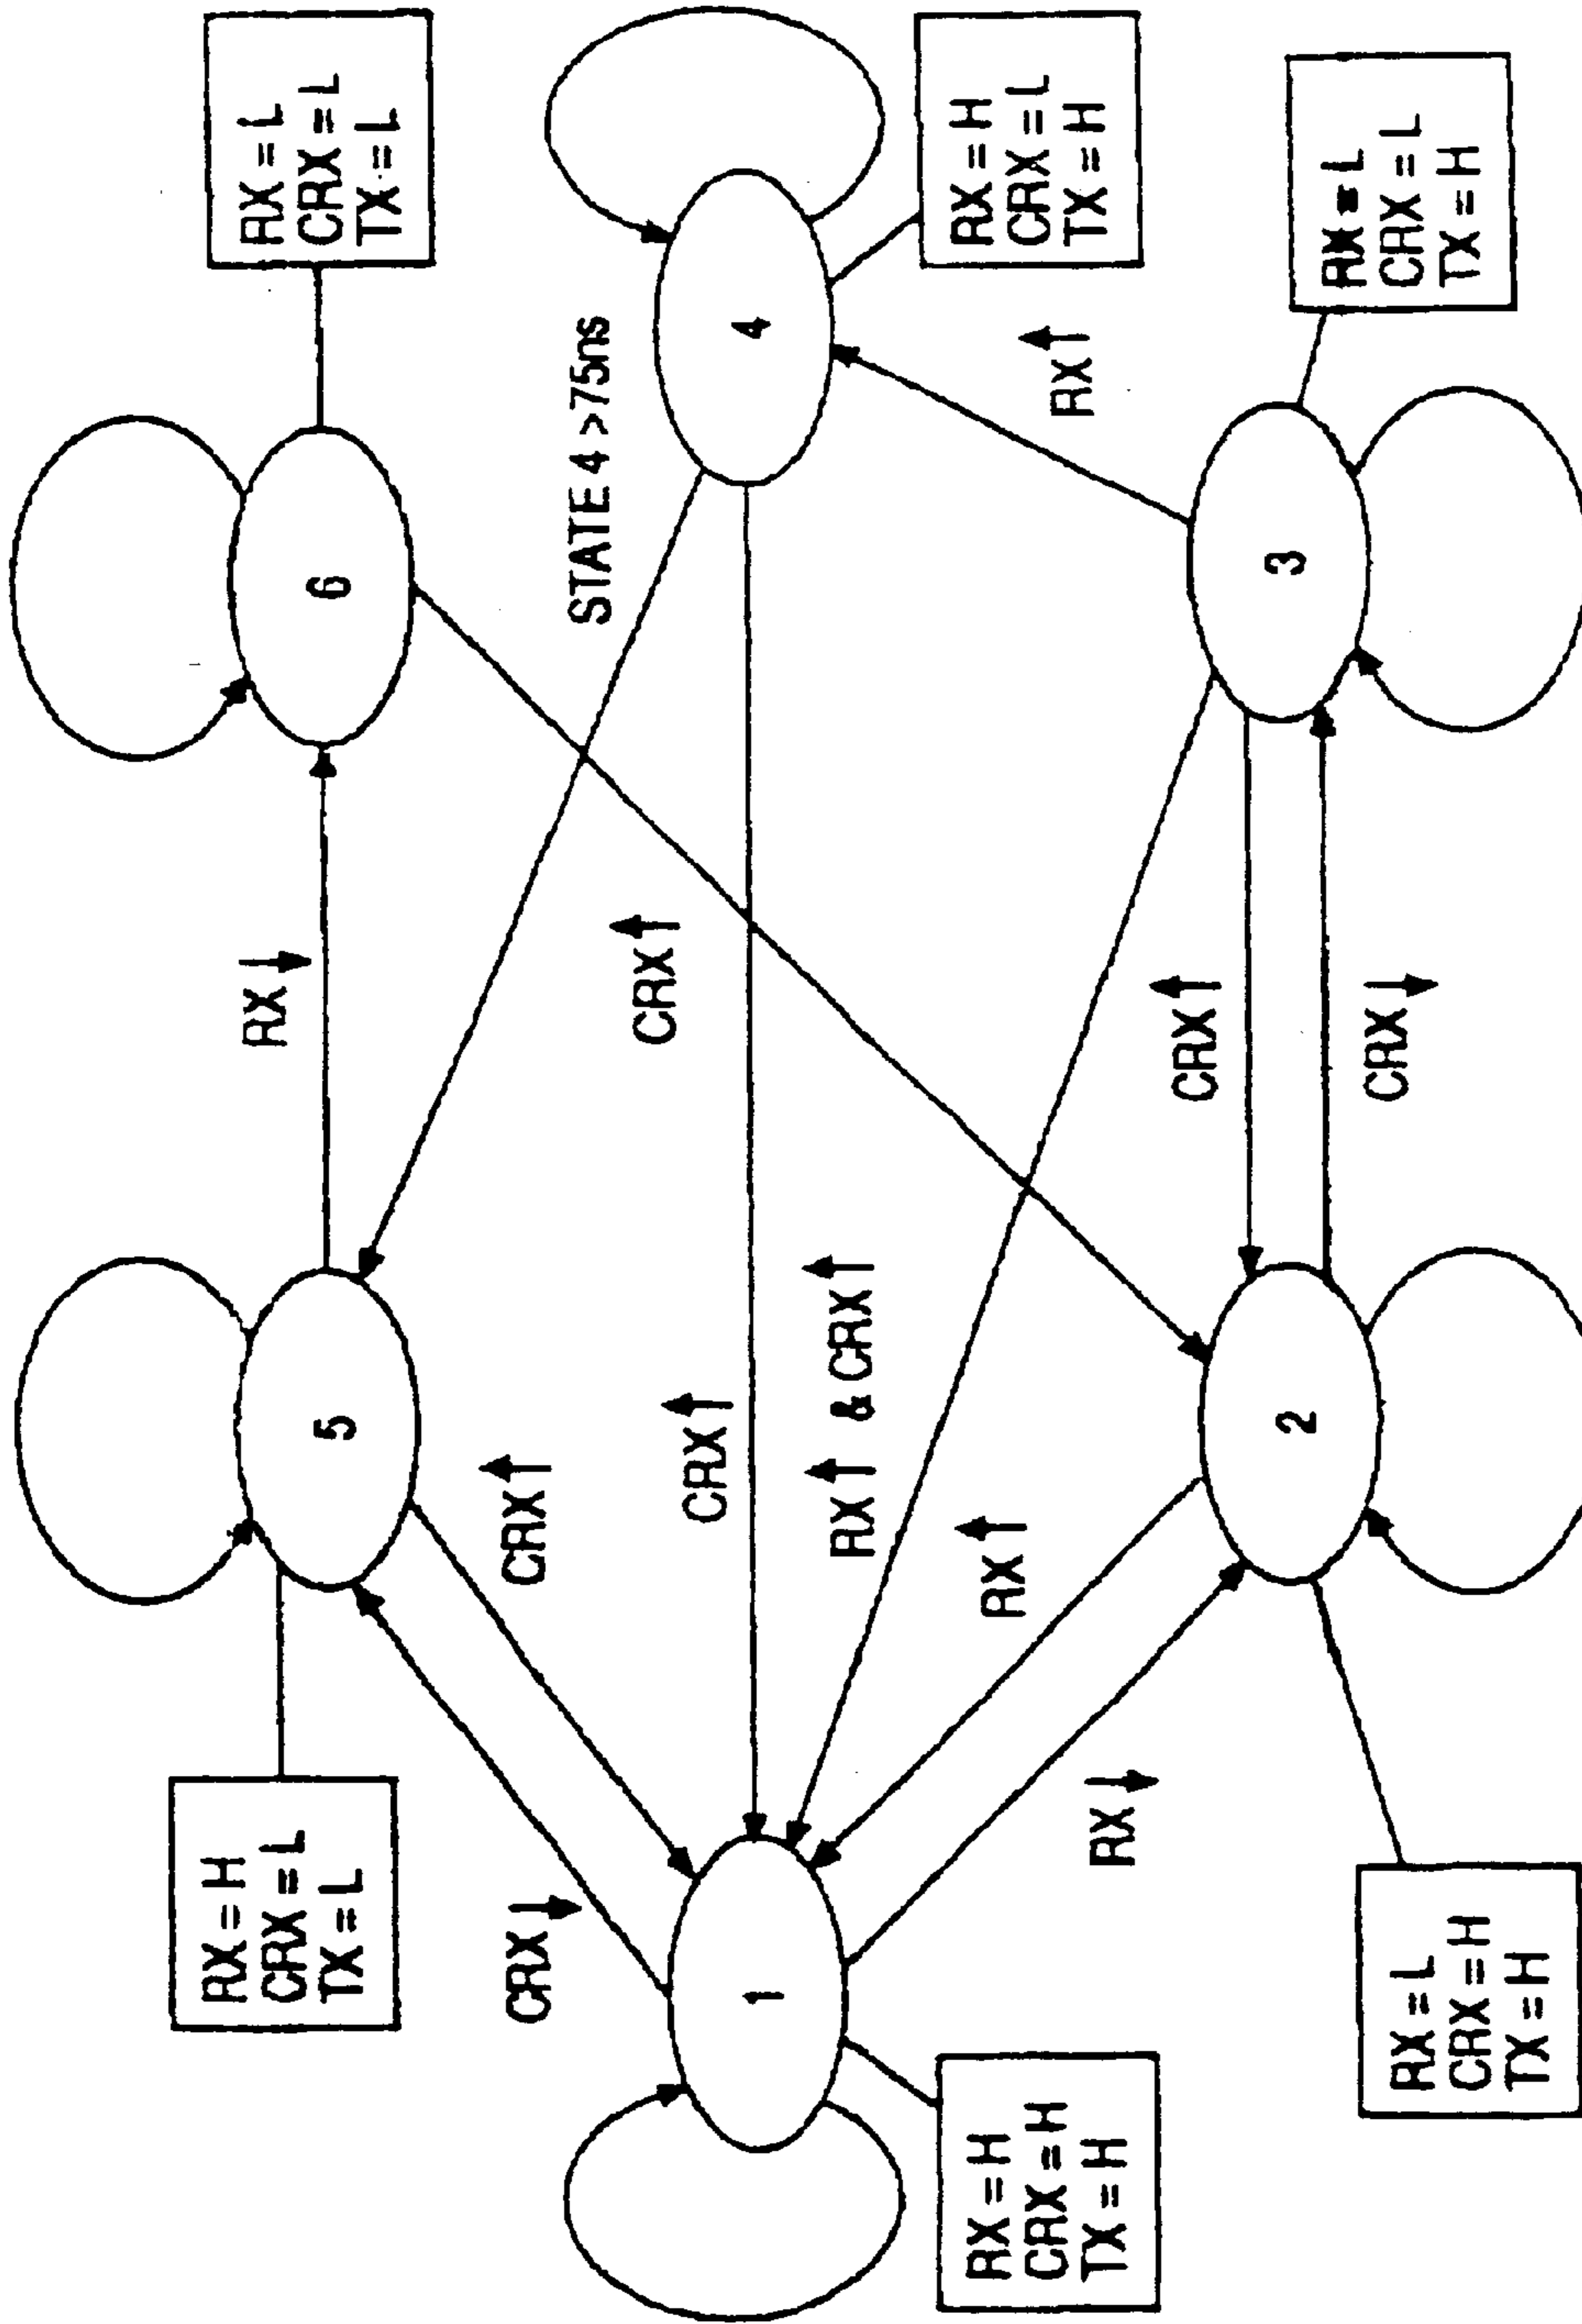 RX = H
CRX = L
TX = L
RX = L
CRX = L
TX = L
RX ↓
5
6
CRX ↓
CRX ↑
STATE 4 >75ns
CRX ↑
CRX ↑
1
4
RX ↑ & CRX ↑
RX = H
CRX = H
TX = H
RX ↑
RX = H
CRX = L
TX = H
RX ↑
RX ↓
CRX ↑
2
3
CRX ↓
RX = L
CRX = H
TX = H
RX = L
CRX = L
TX = H